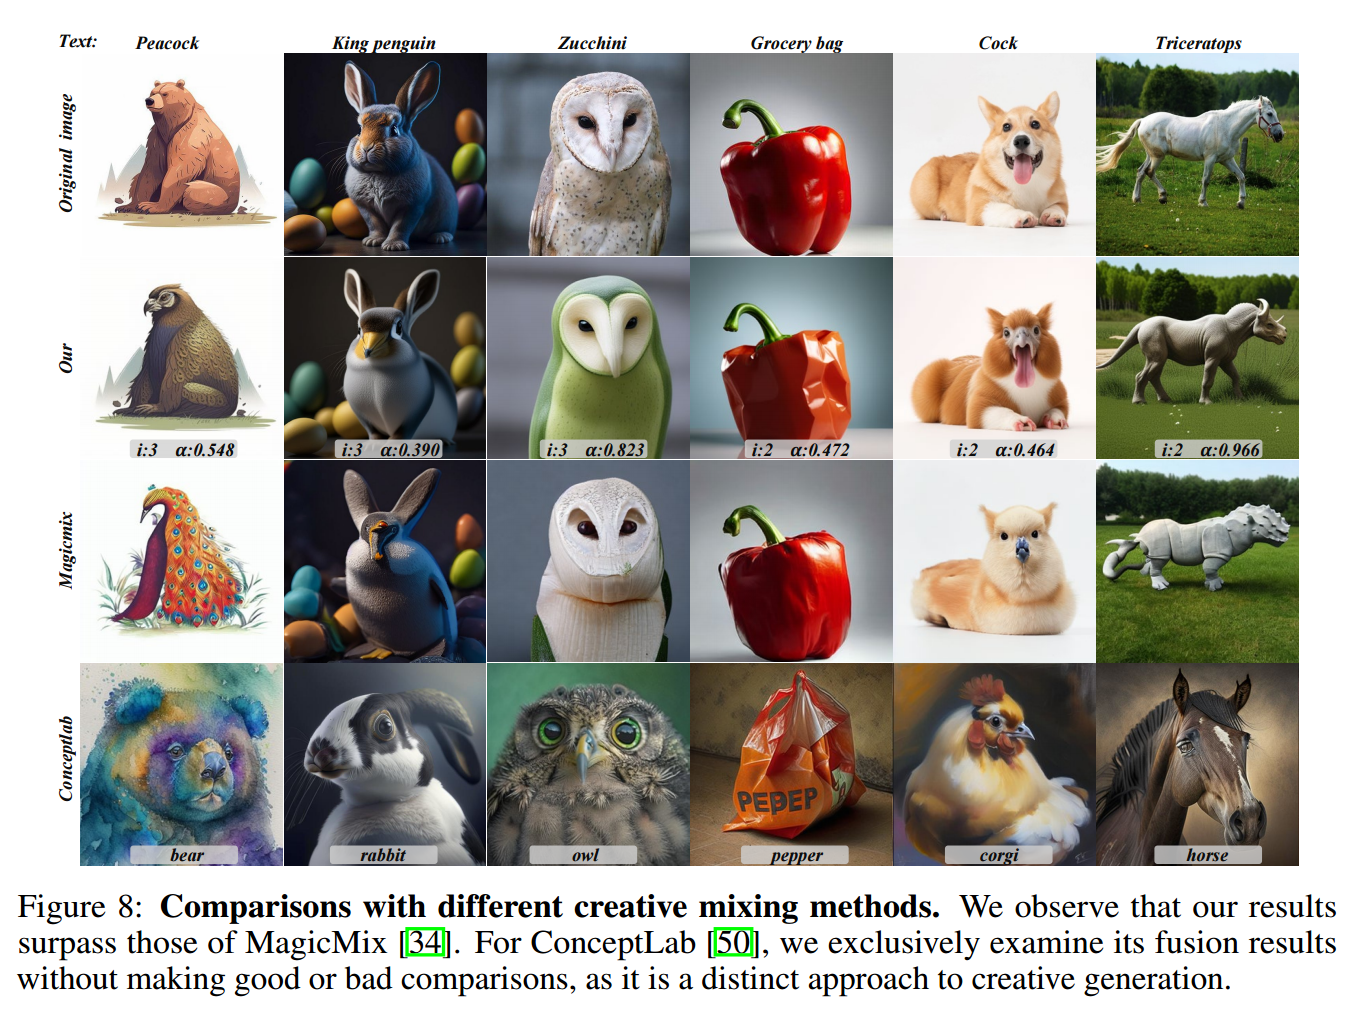 Text: Peacock King penguin Zucchini Grocery bag Cock Triceratops
Original image
Our
i:3 α:0.548 i:3 α:0.390 i:3 α:0.823 i:2 α:0.472 i:2 α:0.464 i:2 α:0.966
Magicmix
Conceptlab
PEPEP
bear rabbit owl pepper corgi horse
Figure 8: Comparisons with different creative mixing methods. We observe that our results
surpass those of MagicMix [34]. For ConceptLab [50], we exclusively examine its fusion results
without making good or bad comparisons, as it is a distinct approach to creative generation.